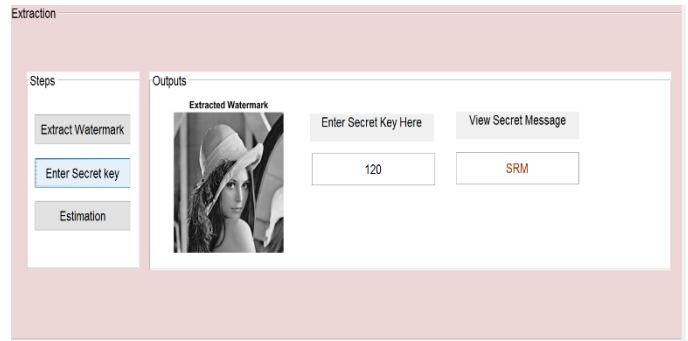 Extraction
Steps
Extract Watermark
Enter Secret key
Estimation
Outputs
Extracted Watermark
Enter Secret Key Here
120
View Secret Message
SRM